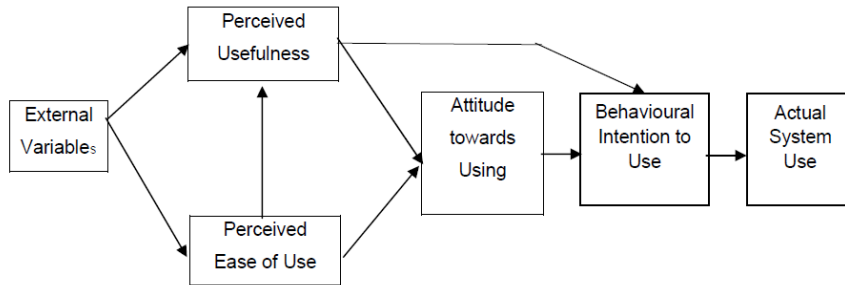 Perceived
Usefulness
External
Variables
Attitude
towards
Using
Behavioural
Intention to
Use
Actual
System
Use
Perceived
Ease of Use